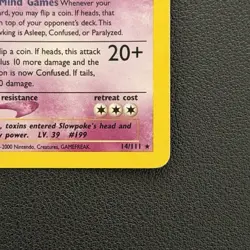 Mind Games Whenever your
ard, you may flip a coin. If heads, that
n top of your opponent's deck. This
wking is Asleep, Confused, or Paralyzed.
lip a coin. If heads, this attack
plus 10 more damage and the
on is now Confused. If tails,
0 damage.
20+
resistance retreat cost
, toxins entered Slowpoke's head and
power. LV. 39 #199
-2000 Nintendo, Creatures, GAMEFREAK. 14/111 ★